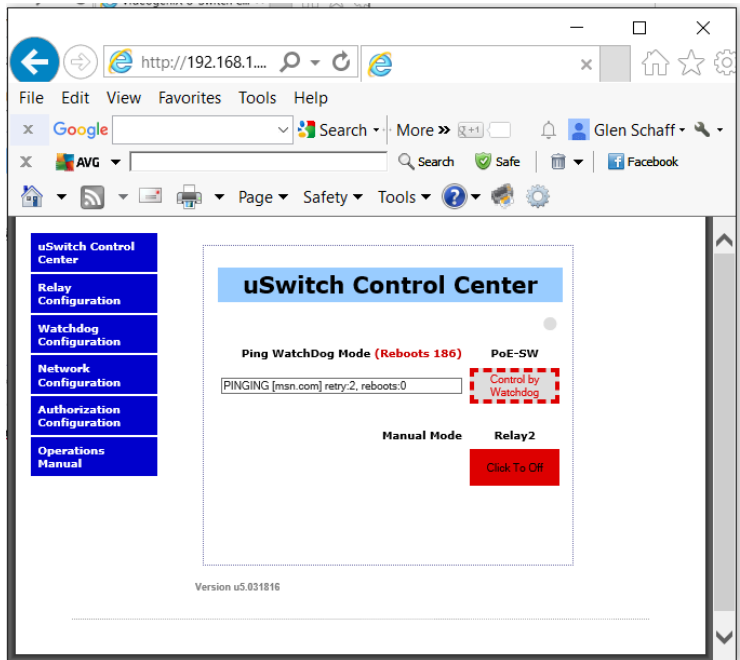 http://192.168.1....
File Edit View Favorites Tools Help
x Google Search More » g+1 Glen Schaff
X AVG Search Safe Facebook
Page Safety Tools
uSwitch Control
Center
Relay
Configuration
Watchdog
Configuration
Network
Configuration
Authorization
Configuration
Operations
Manual
uSwitch Control Center
Ping WatchDog Mode (Reboots 186) PoE-SW
PINGING [msn.com] retry:2, reboots:0
Control by
Watchdog
Manual Mode Relay2
Click To Off
Version u5.031816